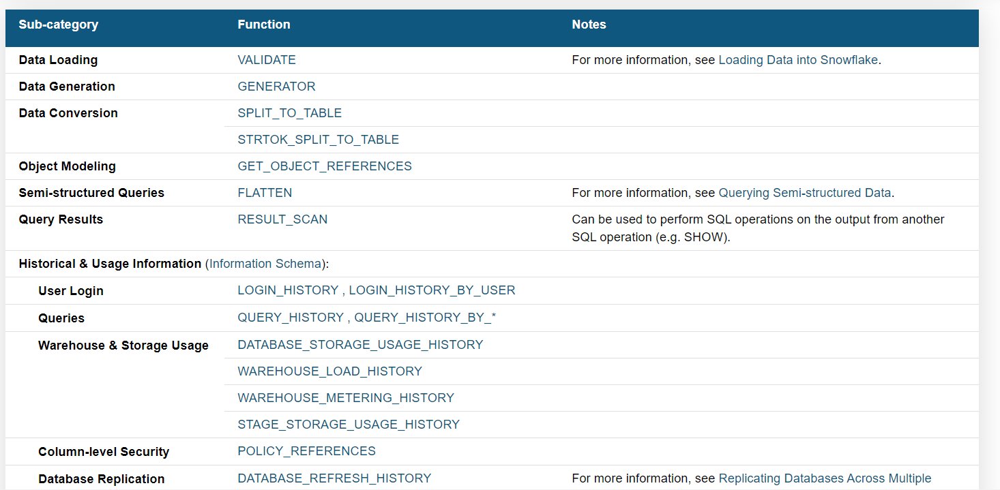 Sub-category Function Notes
Data Loading VALIDATE For more information, see Loading Data into Snowflake.
Data Generation GENERATOR
Data Conversion SPLIT_TO_TABLE
STRTOK_SPLIT_TO_TABLE
Object Modeling GET_OBJECT_REFERENCES
Semi-structured Queries FLATTEN For more information, see Querying Semi-structured Data.
Query Results RESULT_SCAN Can be used to perform SQL operations on the output from another
SQL operation (e.g. SHOW).
Historical & Usage Information (Information Schema):
User Login LOGIN_HISTORY , LOGIN_HISTORY_BY_USER
Queries QUERY_HISTORY , QUERY_HISTORY_BY_*
Warehouse & Storage Usage DATABASE_STORAGE_USAGE_HISTORY
WAREHOUSE_LOAD_HISTORY
WAREHOUSE_METERING_HISTORY
STAGE_STORAGE_USAGE_HISTORY
Column-level Security POLICY_REFERENCES
Database Replication DATABASE_REFRESH_HISTORY For more information, see Replicating Databases Across Multiple